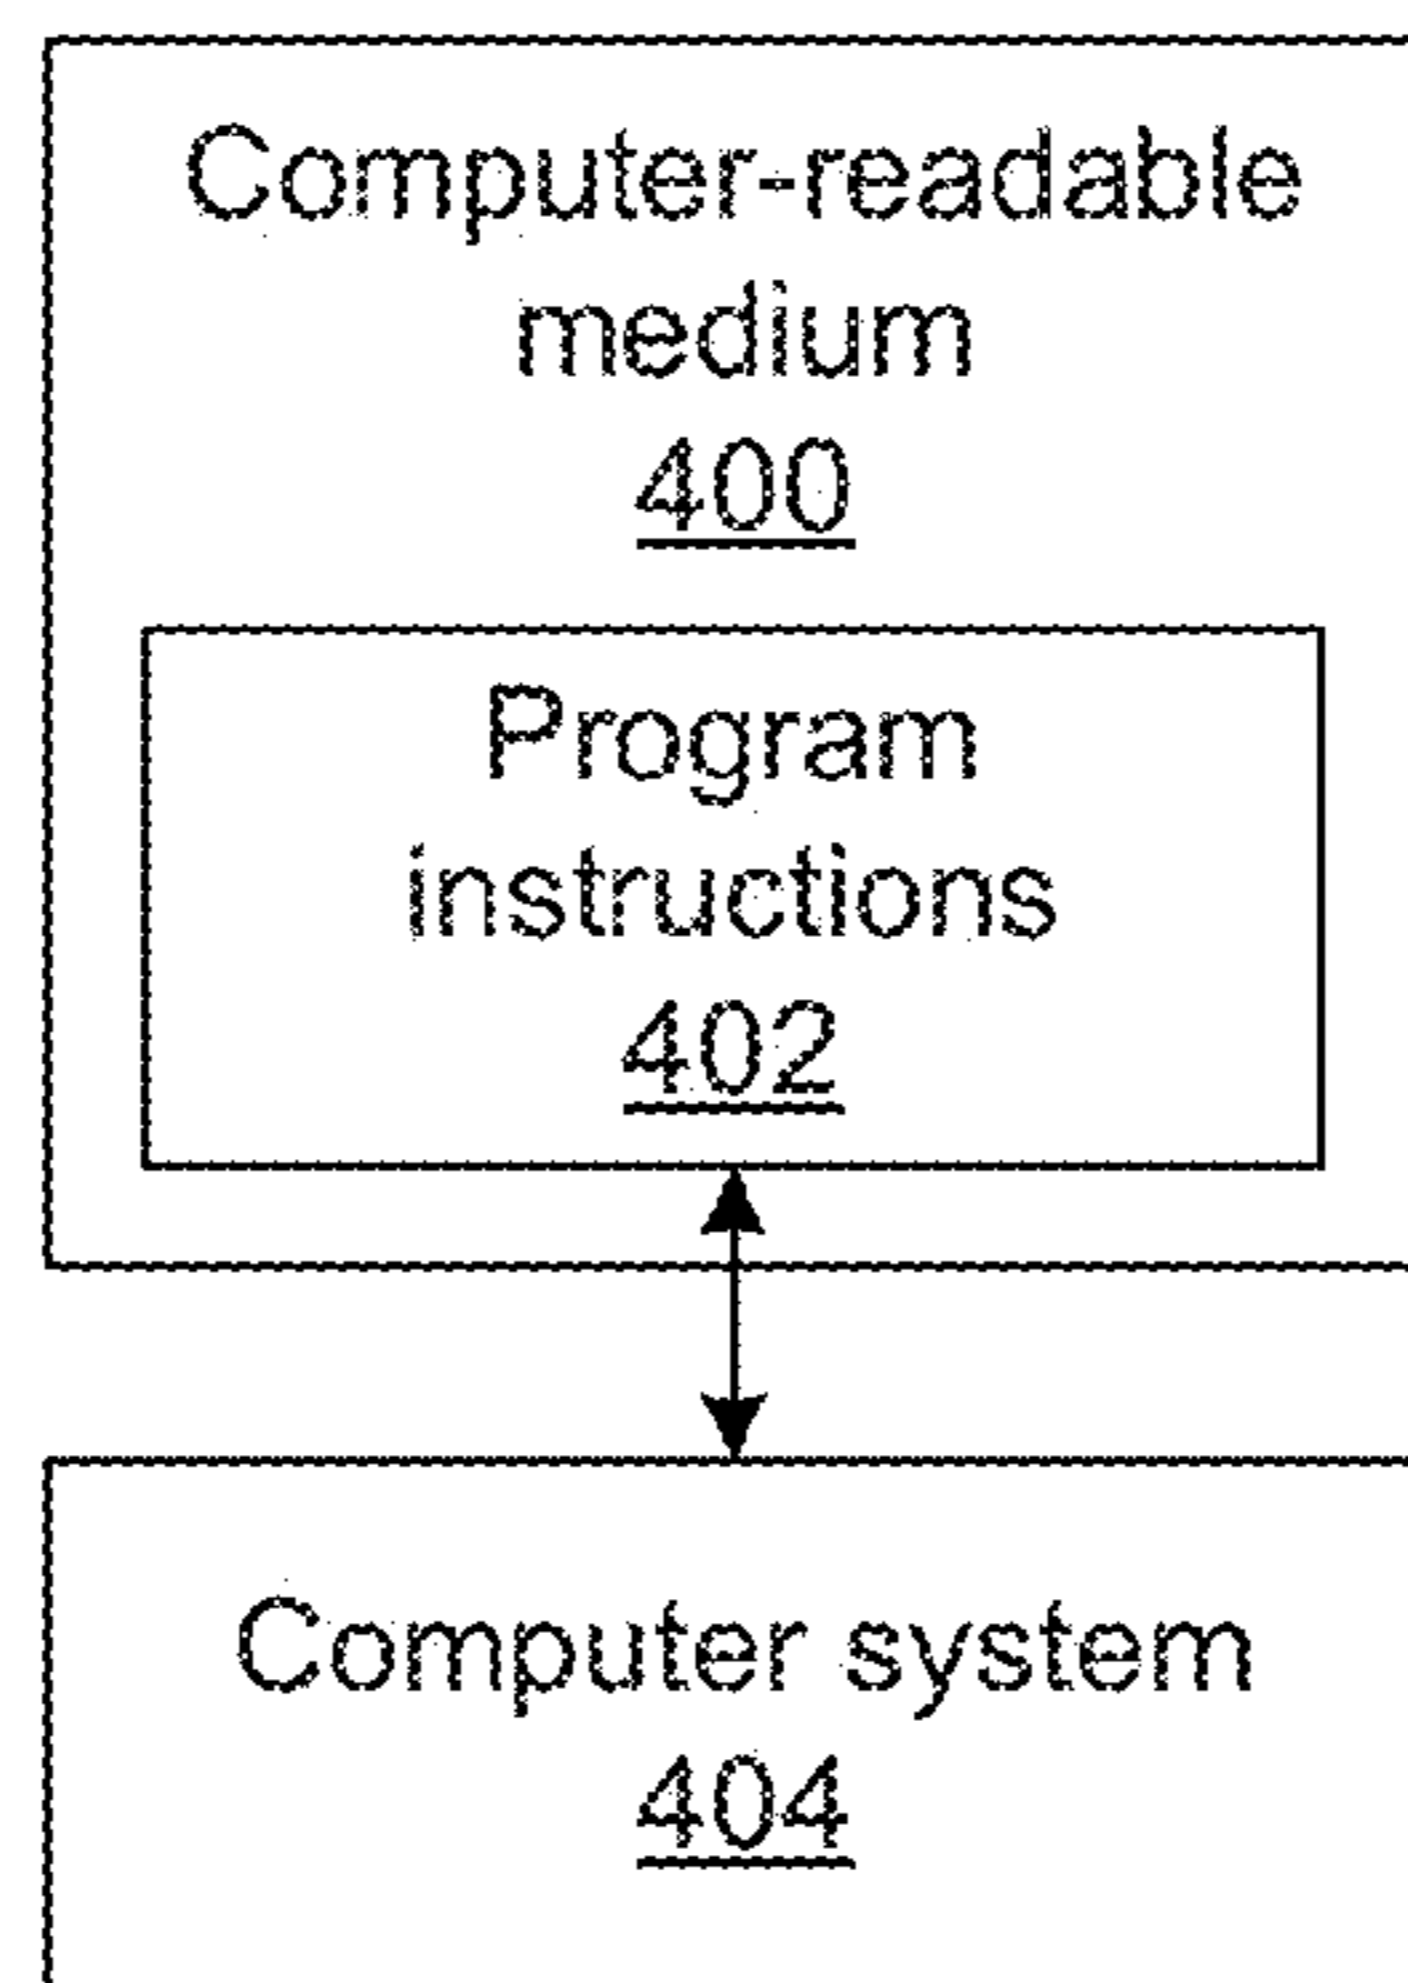 Computer-readable
medium
400
Program
instructions
402
Computer system
404